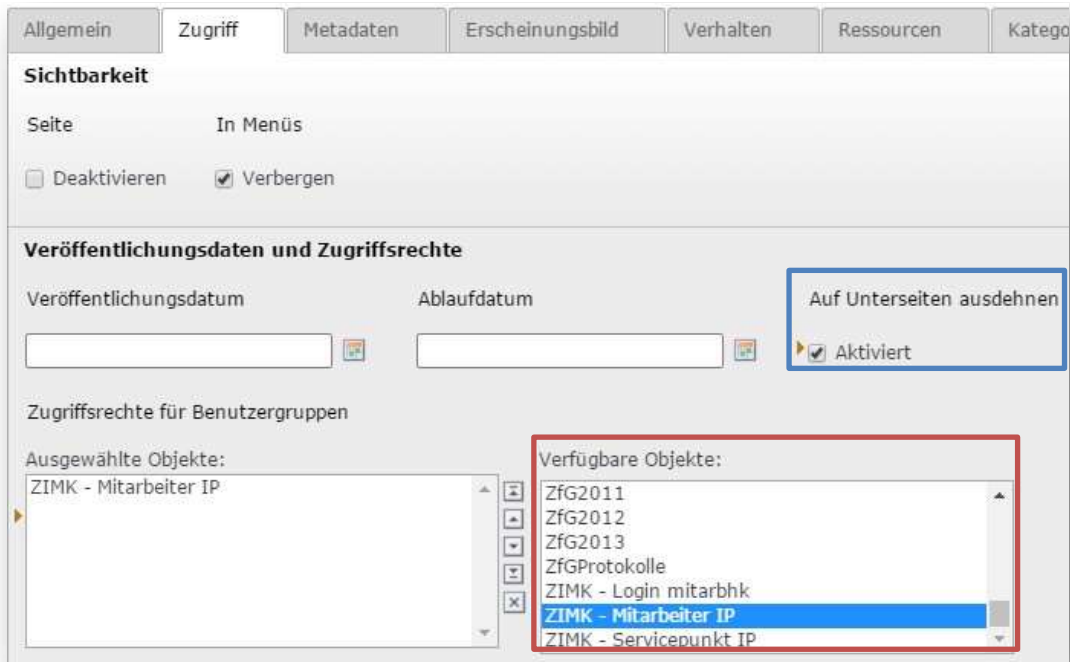 Allgemein Zugriff Metadaten Erscheinungsbild Verhalten Ressourcen Katego
Sichtbarkeit
Seite In Menüs
Deaktivieren Verbergen
Veröffentlichungsdaten und Zugriffsrechte
Veröffentlichungsdatum Ablaufdatum Auf Unterseiten ausdehnen
Aktiviert
Zugriffsrechte für Benutzergruppen
Ausgewählte Objekte:
ZIMK - Mitarbeiter IP
Verfügbare Objekte:
ZfG2011
ZfG2012
ZfG2013
ZfGProtokolle
ZIMK - Login mitarbhk
ZIMK - Mitarbeiter IP
ZIMK - Servicepunkt IP